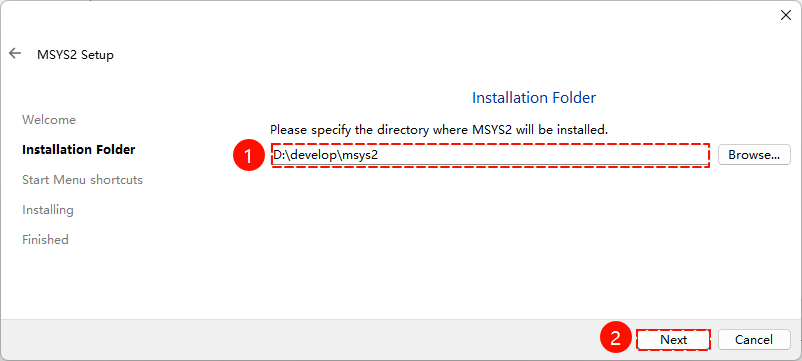 MSYS2 Setup
Installation Folder
Welcome
Please specify the directory where MSYS2 will be installed.
Installation Folder
1
D:\develop\msys2
Browse...
Start Menu shortcuts
Installing
Finished
2
Next
Cancel